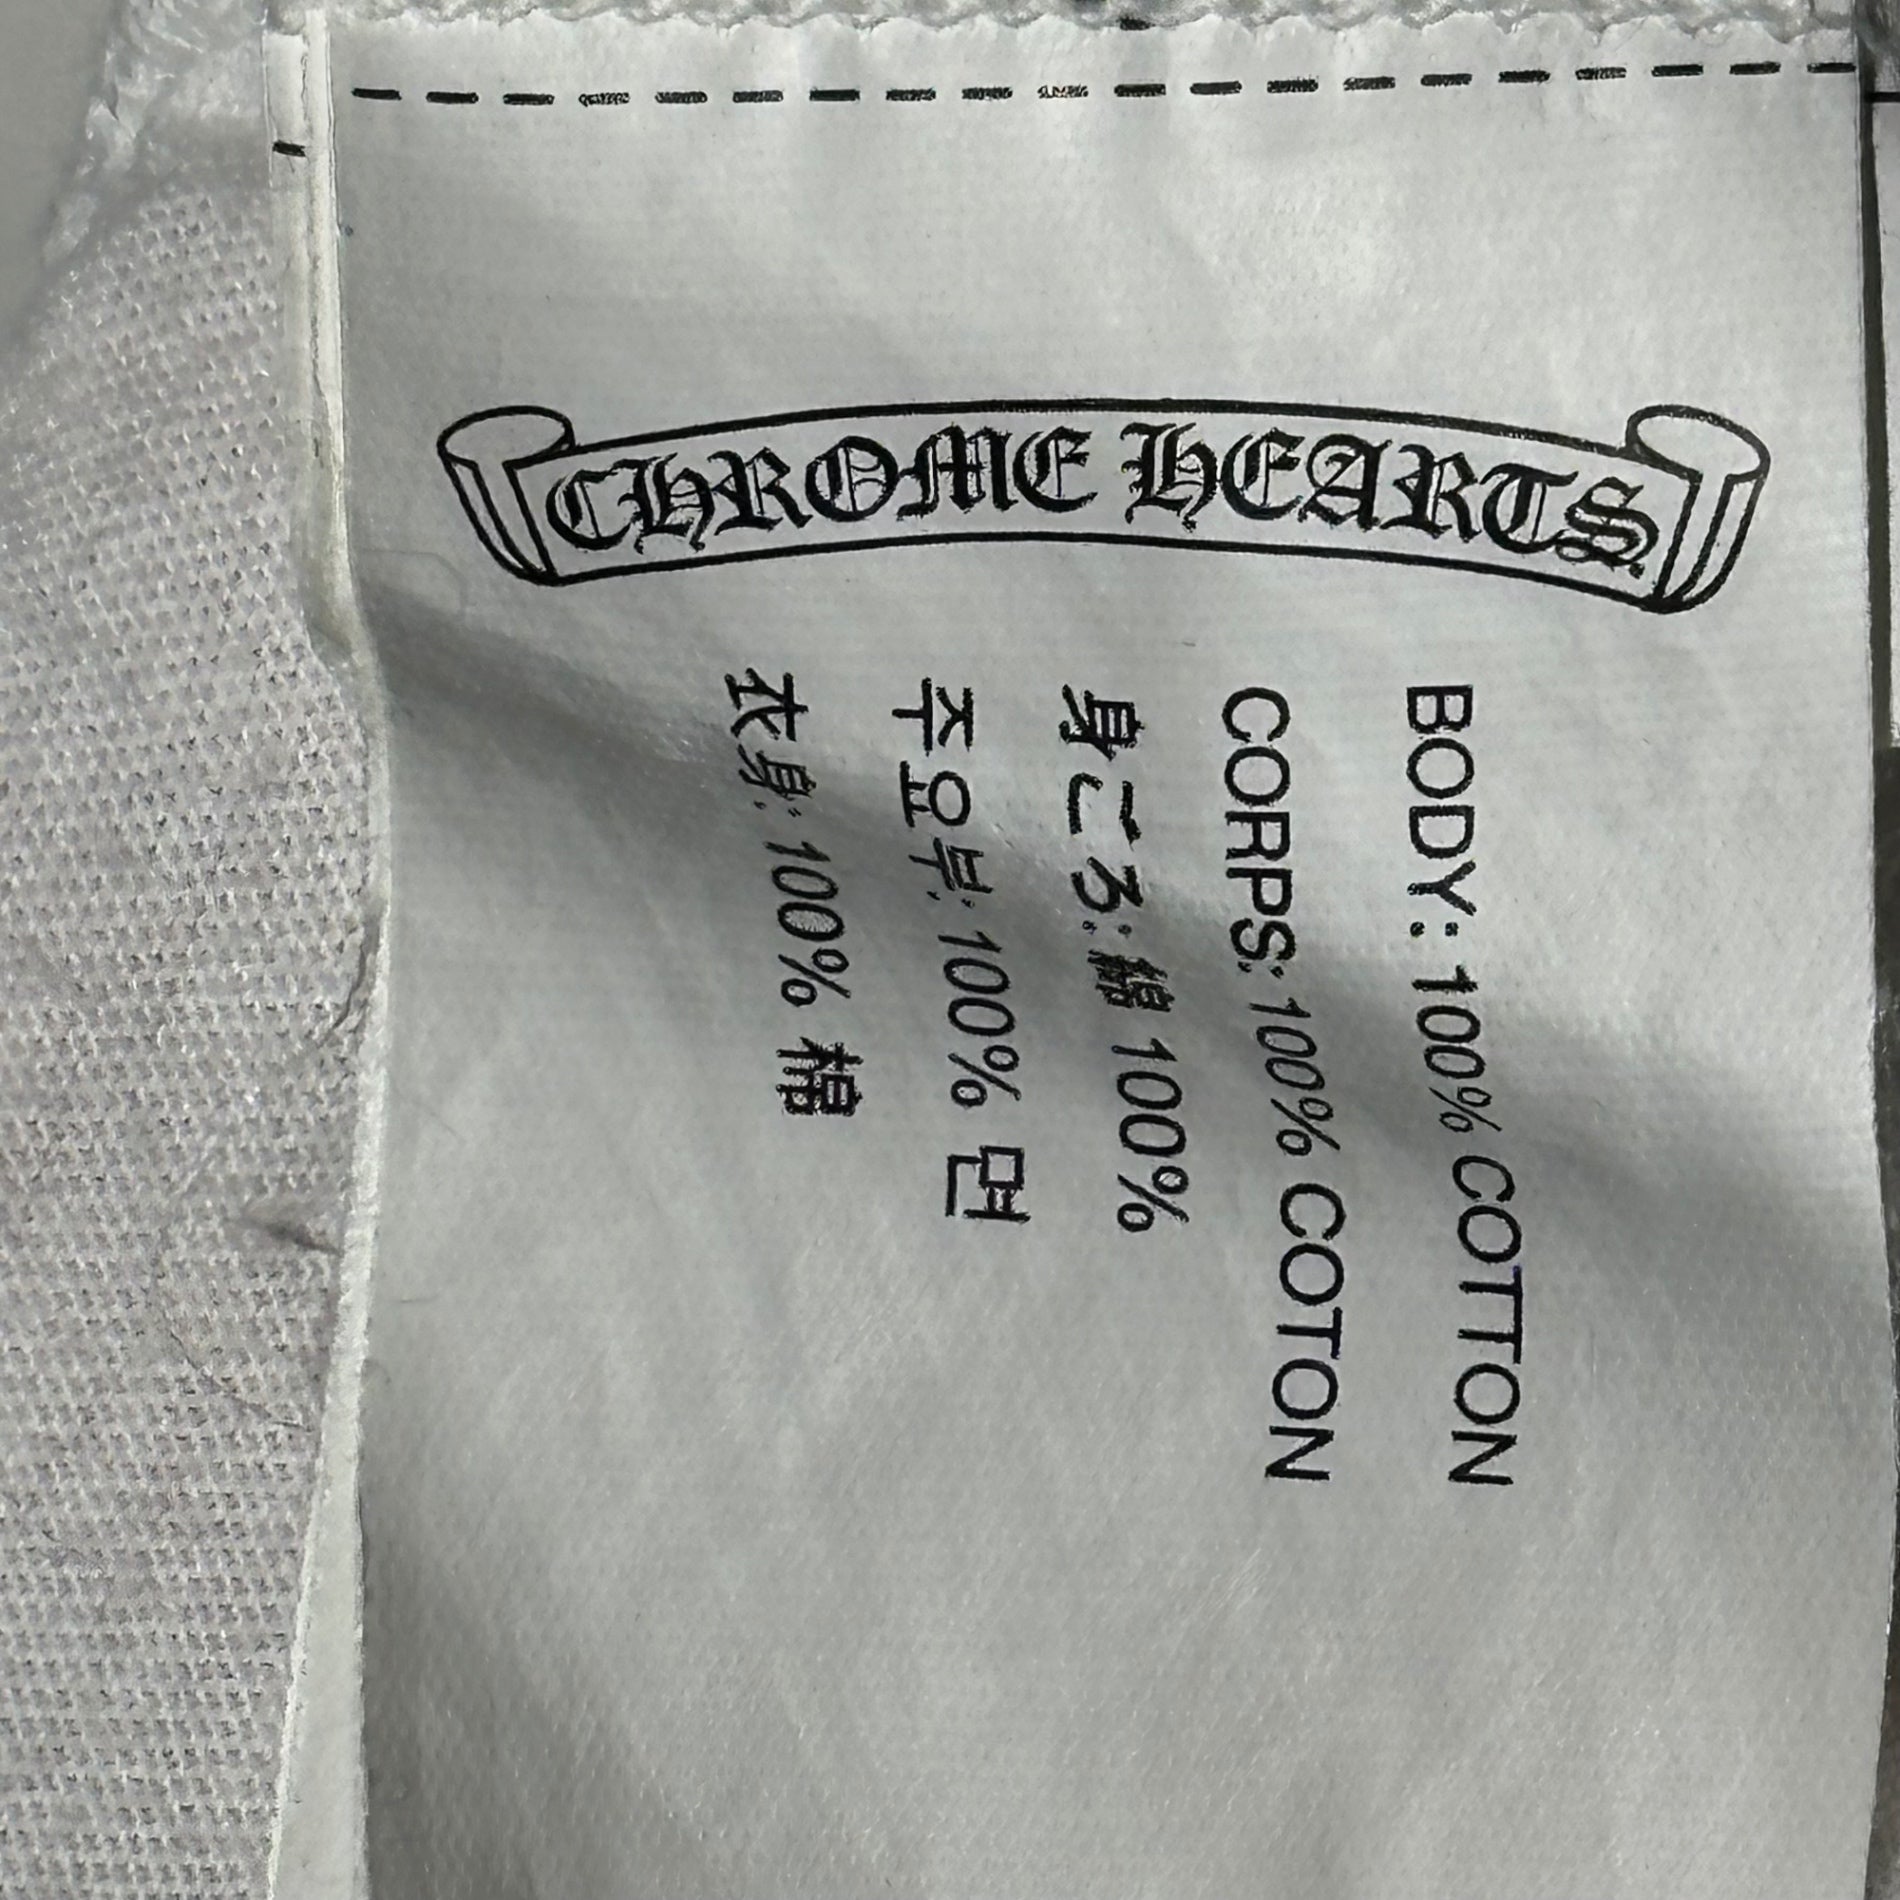 CHROME HEARTS
BODY: 100% COTTON
CORPS: 100% COTON
身ごろ: 綿 100%
주요부: 100% 면
衣身: 100% 棉